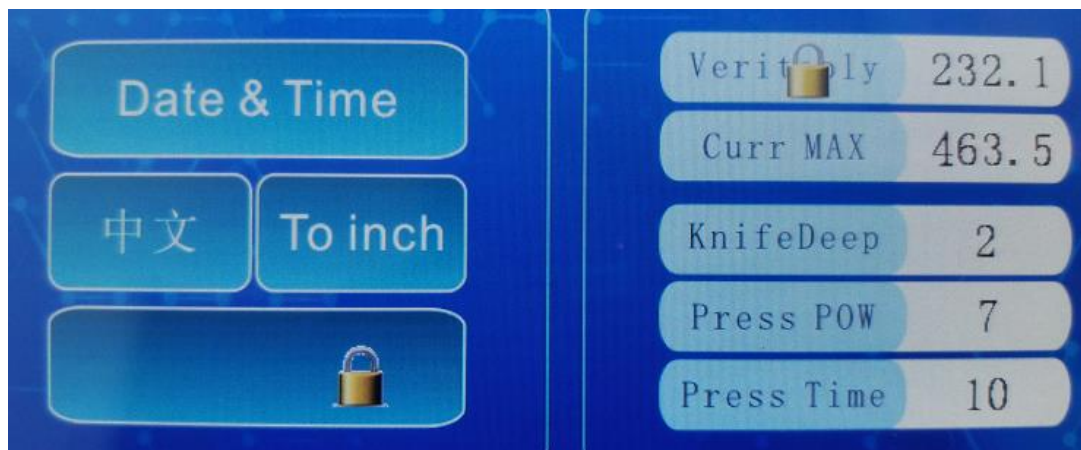 Date & Time
中文
To inch
232.1
Curr MAX 463.5
KnifeDeep 2
Press POW 7
Press Time 10